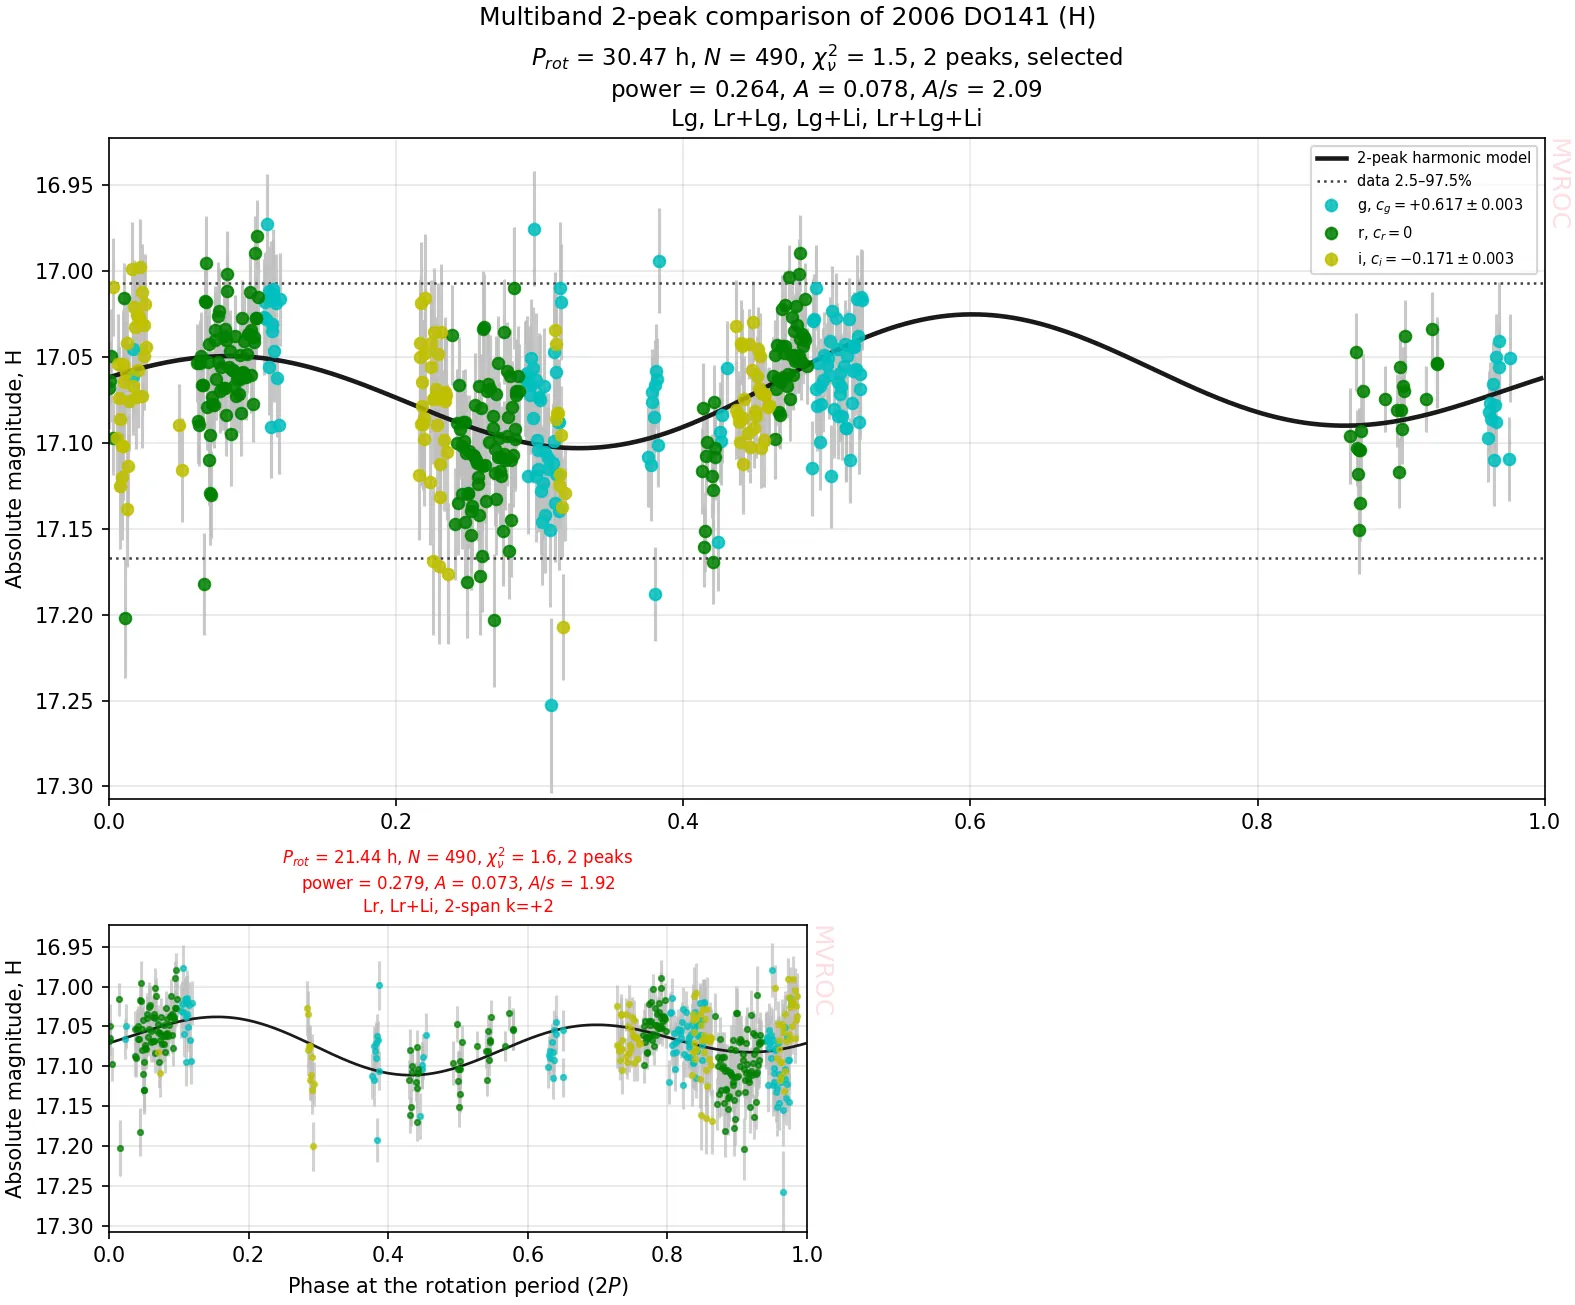 Multiband 2-peak comparison of 2006 DO141 (H)
P_rot = 30.47 h, N = 490, χ²_ν = 1.5, 2 peaks, selected
power = 0.264, A = 0.078, A/s = 2.09
Lg, Lr+Lg, Lg+Li, Lr+Lg+Li
MVROC
2-peak harmonic model
data 2.5–97.5%
g, c_g = +0.617 ± 0.003
r, c_r = 0
i, c_i = −0.171 ± 0.003
Absolute magnitude, H
16.95
17.00
17.05
17.10
17.15
17.20
17.25
17.30
0.0 0.2 0.4 0.6 0.8 1.0
P_rot = 21.44 h, N = 490, χ²_ν = 1.6, 2 peaks
power = 0.279, A = 0.073, A/s = 1.92
Lr, Lr+Li, 2-span k=+2
MVROC
Absolute magnitude, H
16.95
17.00
17.05
17.10
17.15
17.20
17.25
17.30
0.0 0.2 0.4 0.6 0.8 1.0
Phase at the rotation period (2P)